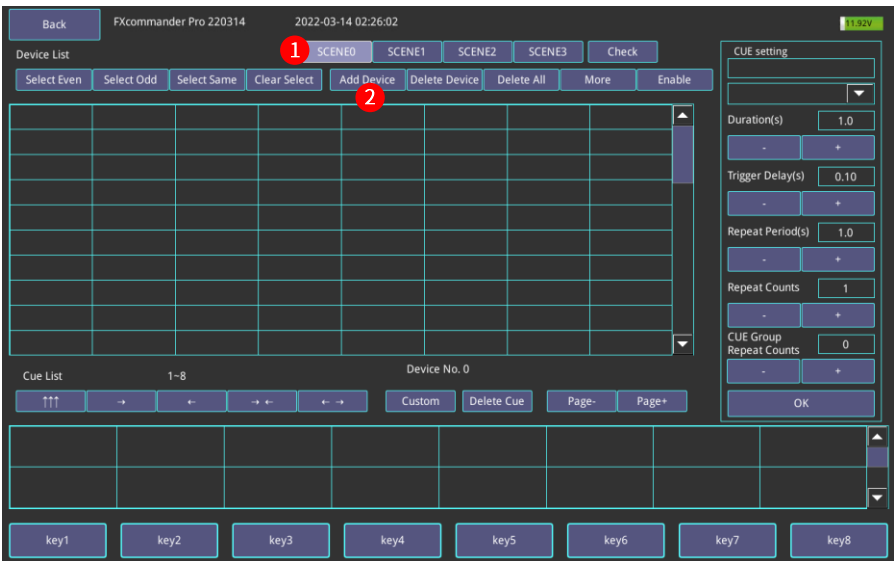 Back FXcommander Pro 220314 2022-03-14 02:26:02 11.92V
Device List 1 SCENE0 SCENE1 SCENE2 SCENE3 Check
Select Even Select Odd Select Same Clear Select Add Device Delete Device Delete All More Enable
2
CUE setting
Duration(s) 1.0
- +
Trigger Delay(s) 0.10
- +
Repeat Period(s) 1.0
- +
Repeat Counts 1
- +
CUE Group
Repeat Counts 0
- +
OK
Cue List 1~8 Device No. 0
↑↑↑ → ← → ← ← → Custom Delete Cue Page- Page+
key1 key2 key3 key4 key5 key6 key7 key8